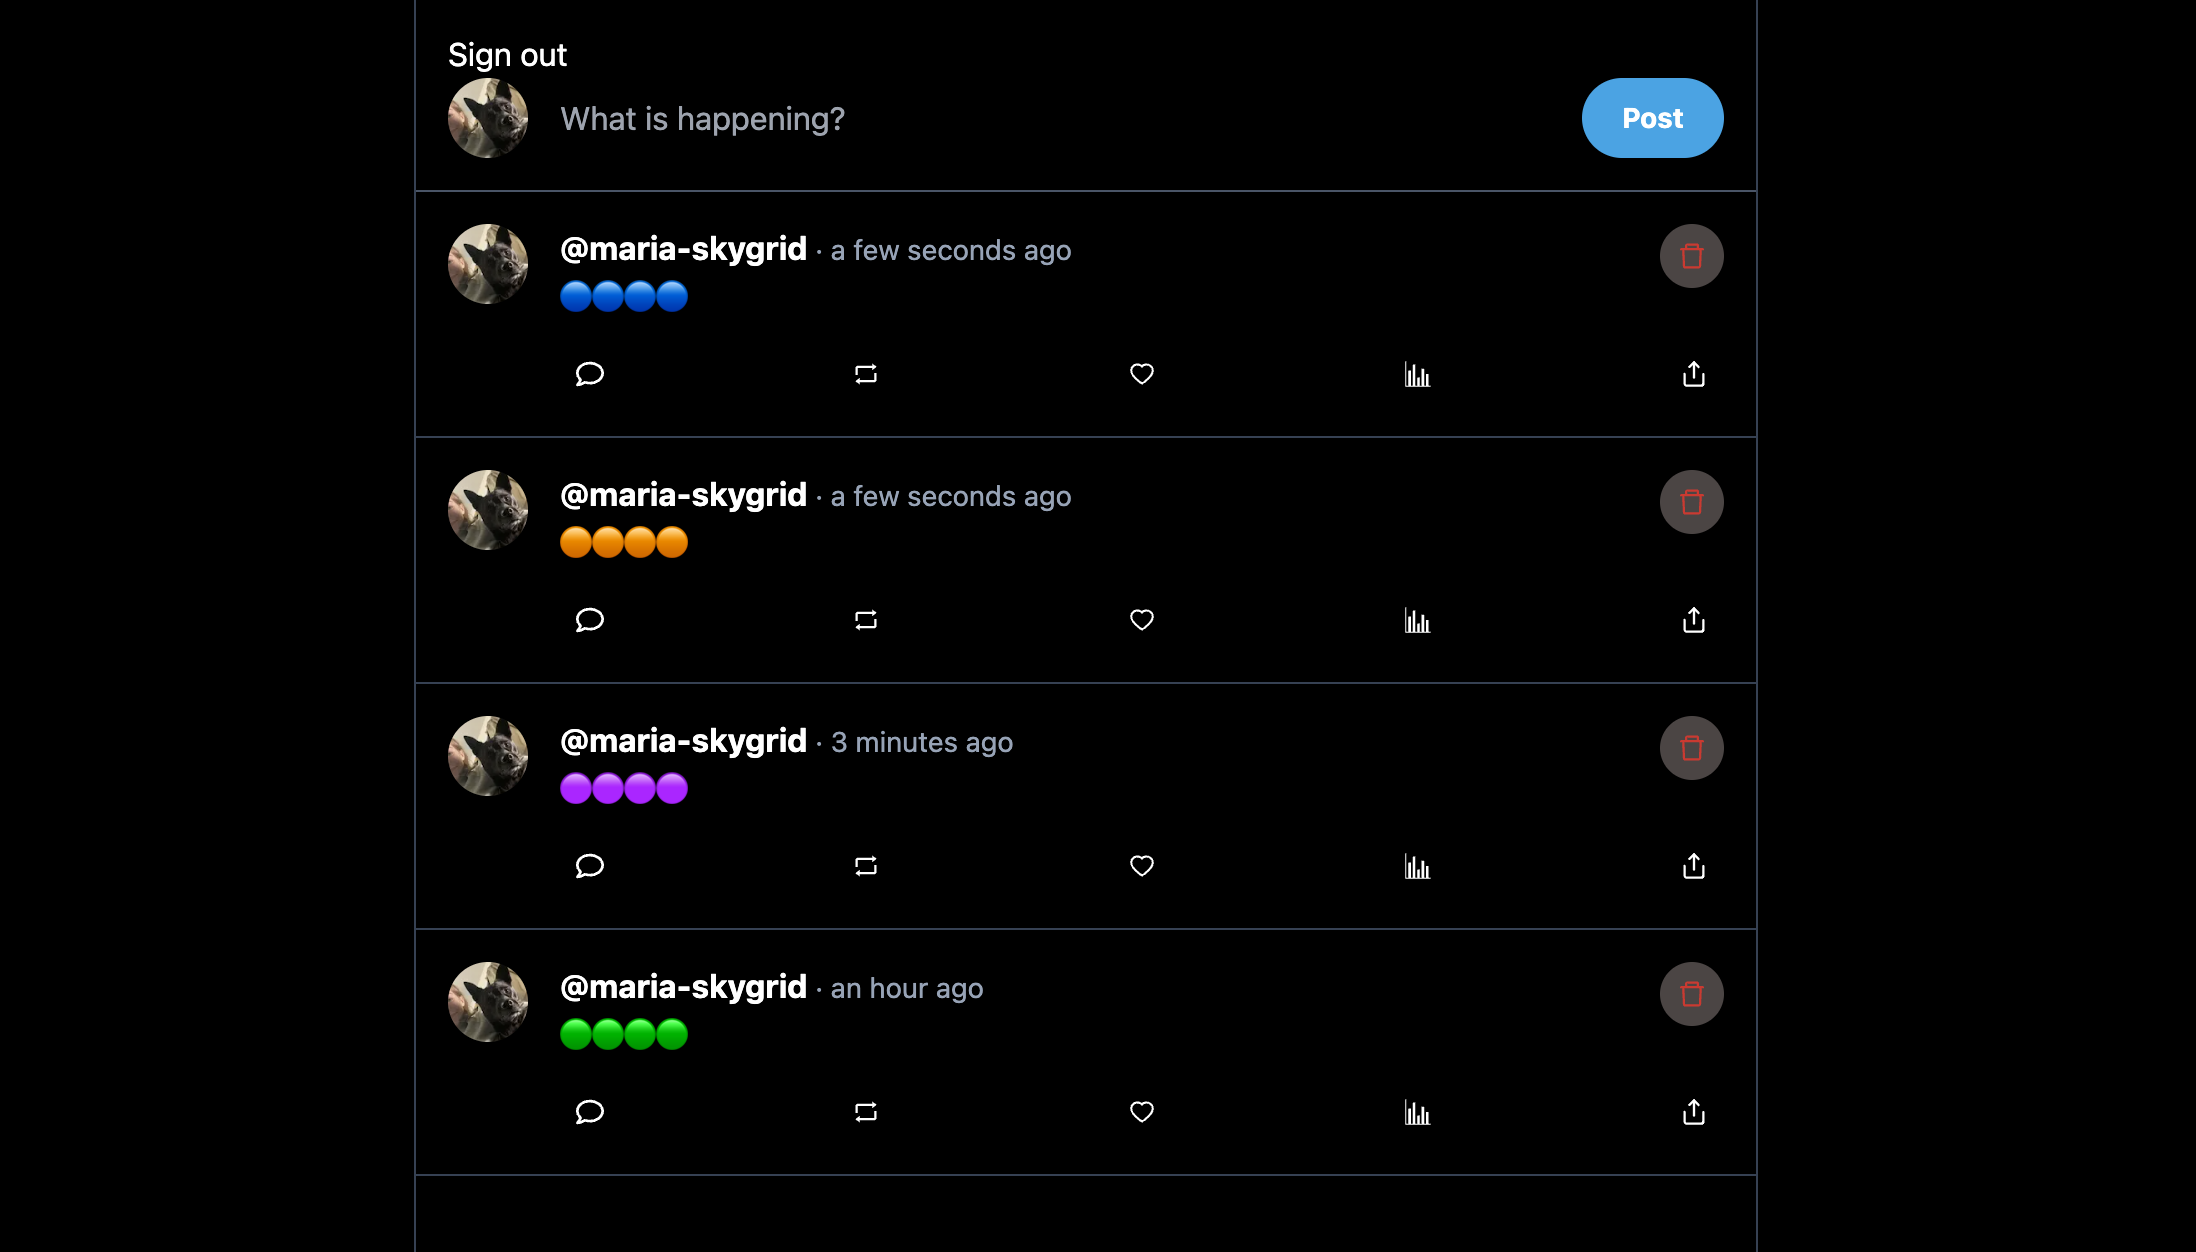 Sign out
What is happening?
Post
@maria-skygrid · a few seconds ago
🔵🔵🔵🔵
@maria-skygrid · a few seconds ago
🟠🟠🟠🟠
@maria-skygrid · 3 minutes ago
🟣🟣🟣🟣
@maria-skygrid · an hour ago
🟢🟢🟢🟢